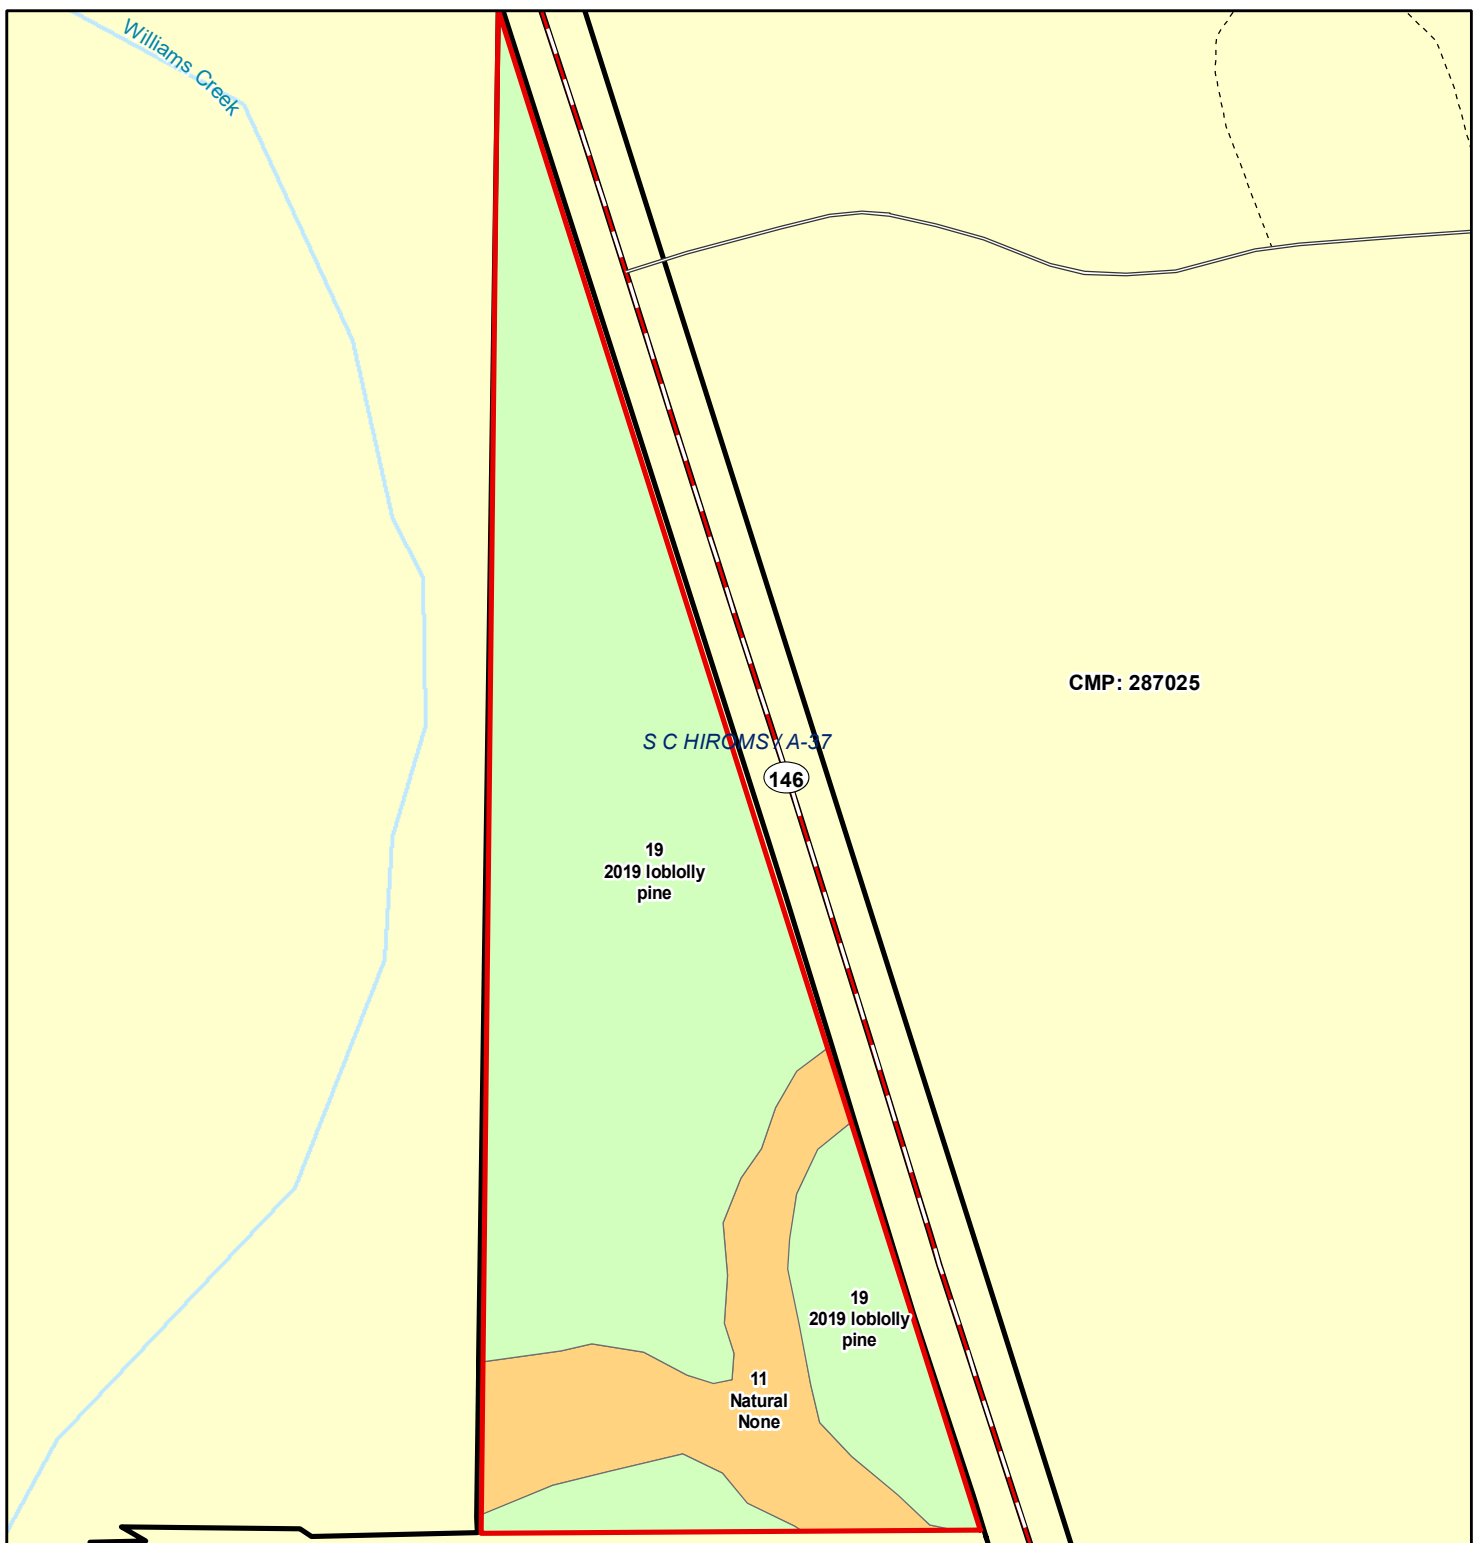 Williams Creek
CMP: 287025
S C HIROMS / A-37
146
19
2019 loblolly
pine
19
2019 loblolly
pine
11
Natural
None